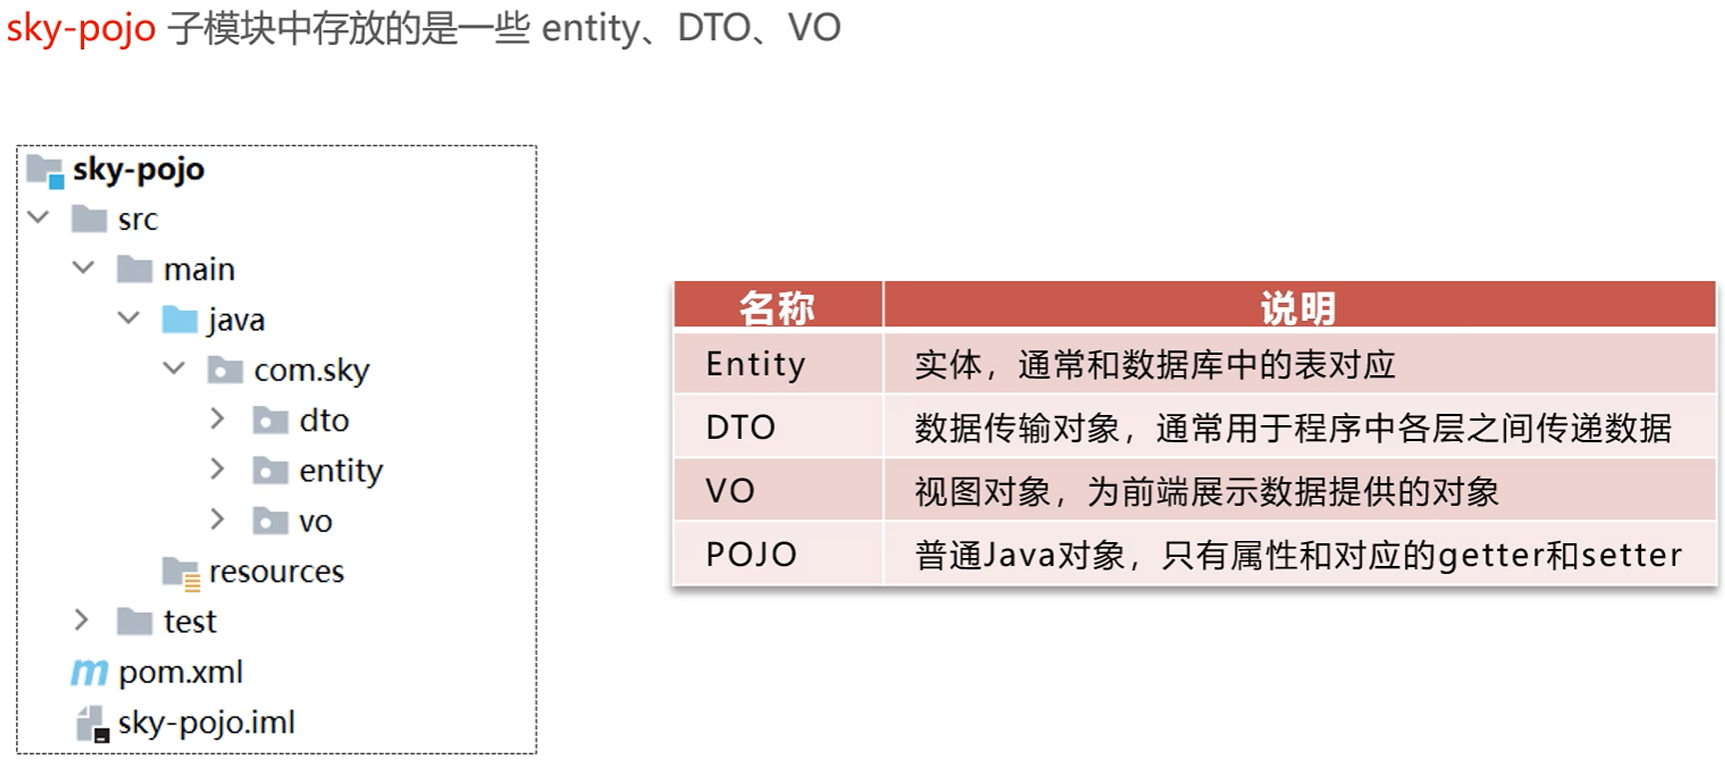 sky-pojo 子模块中存放的是一些 entity、DTO、VO
sky-pojo
src
main
java
com.sky
dto
entity
vo
resources
test
pom.xml
sky-pojo.iml
名称 说明
Entity 实体，通常和数据库中的表对应
DTO 数据传输对象，通常用于程序中各层之间传递数据
VO 视图对象，为前端展示数据提供的对象
POJO 普通Java对象，只有属性和对应的getter和setter